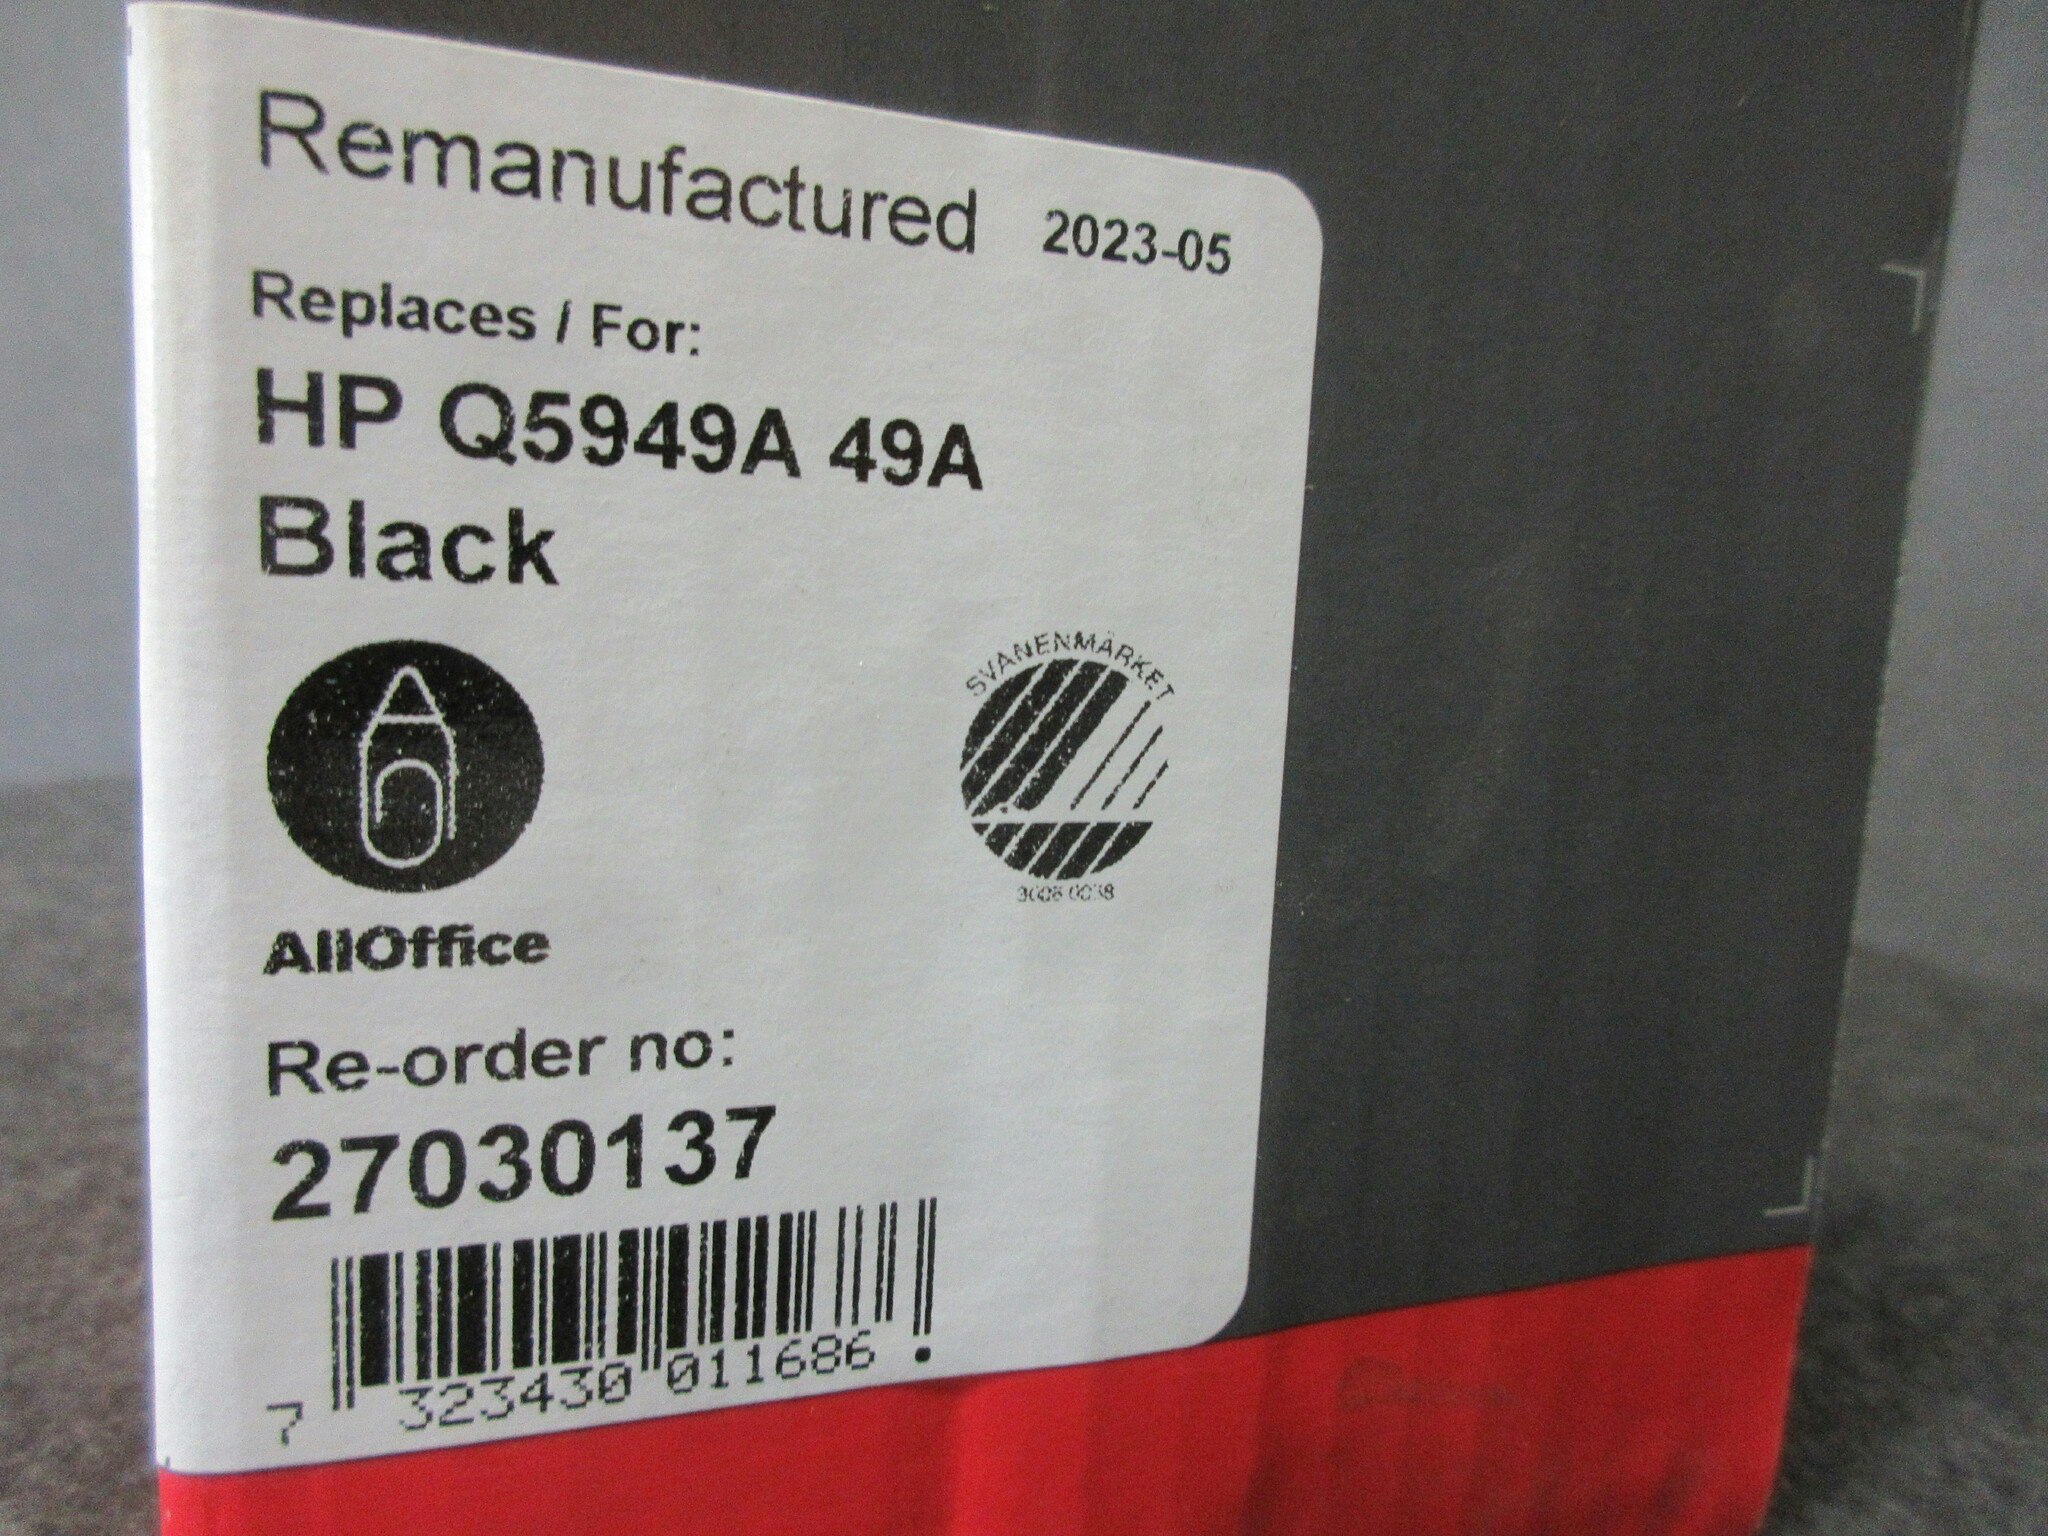 Remanufactured 2023-05
Replaces / For:
HP Q5949A 49A
Black
SVANENMÄRKET
AllOffice
Re-order no:
27030137
7 323430 011686